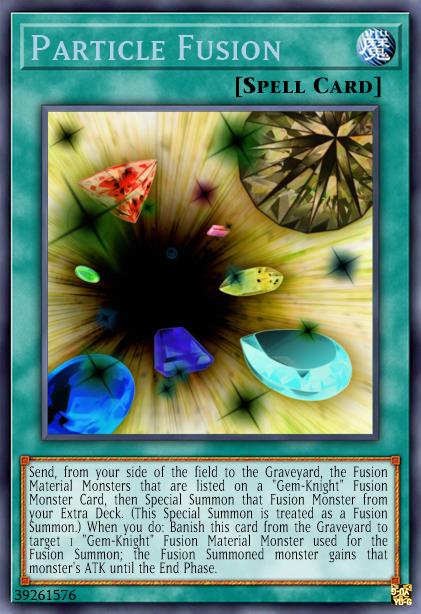 Particle Fusion
魔
[Spell Card]
Send, from your side of the field to the Graveyard, the Fusion
Material Monsters that are listed on a "Gem-Knight" Fusion
Monster Card, then Special Summon that Fusion Monster from
your Extra Deck. (This Special Summon is treated as a Fusion
Summon.) When you do: Banish this card from the Graveyard to
target 1 "Gem-Knight" Fusion Material Monster used for the
Fusion Summon; the Fusion Summoned monster gains that
monster's ATK until the End Phase.
39261576